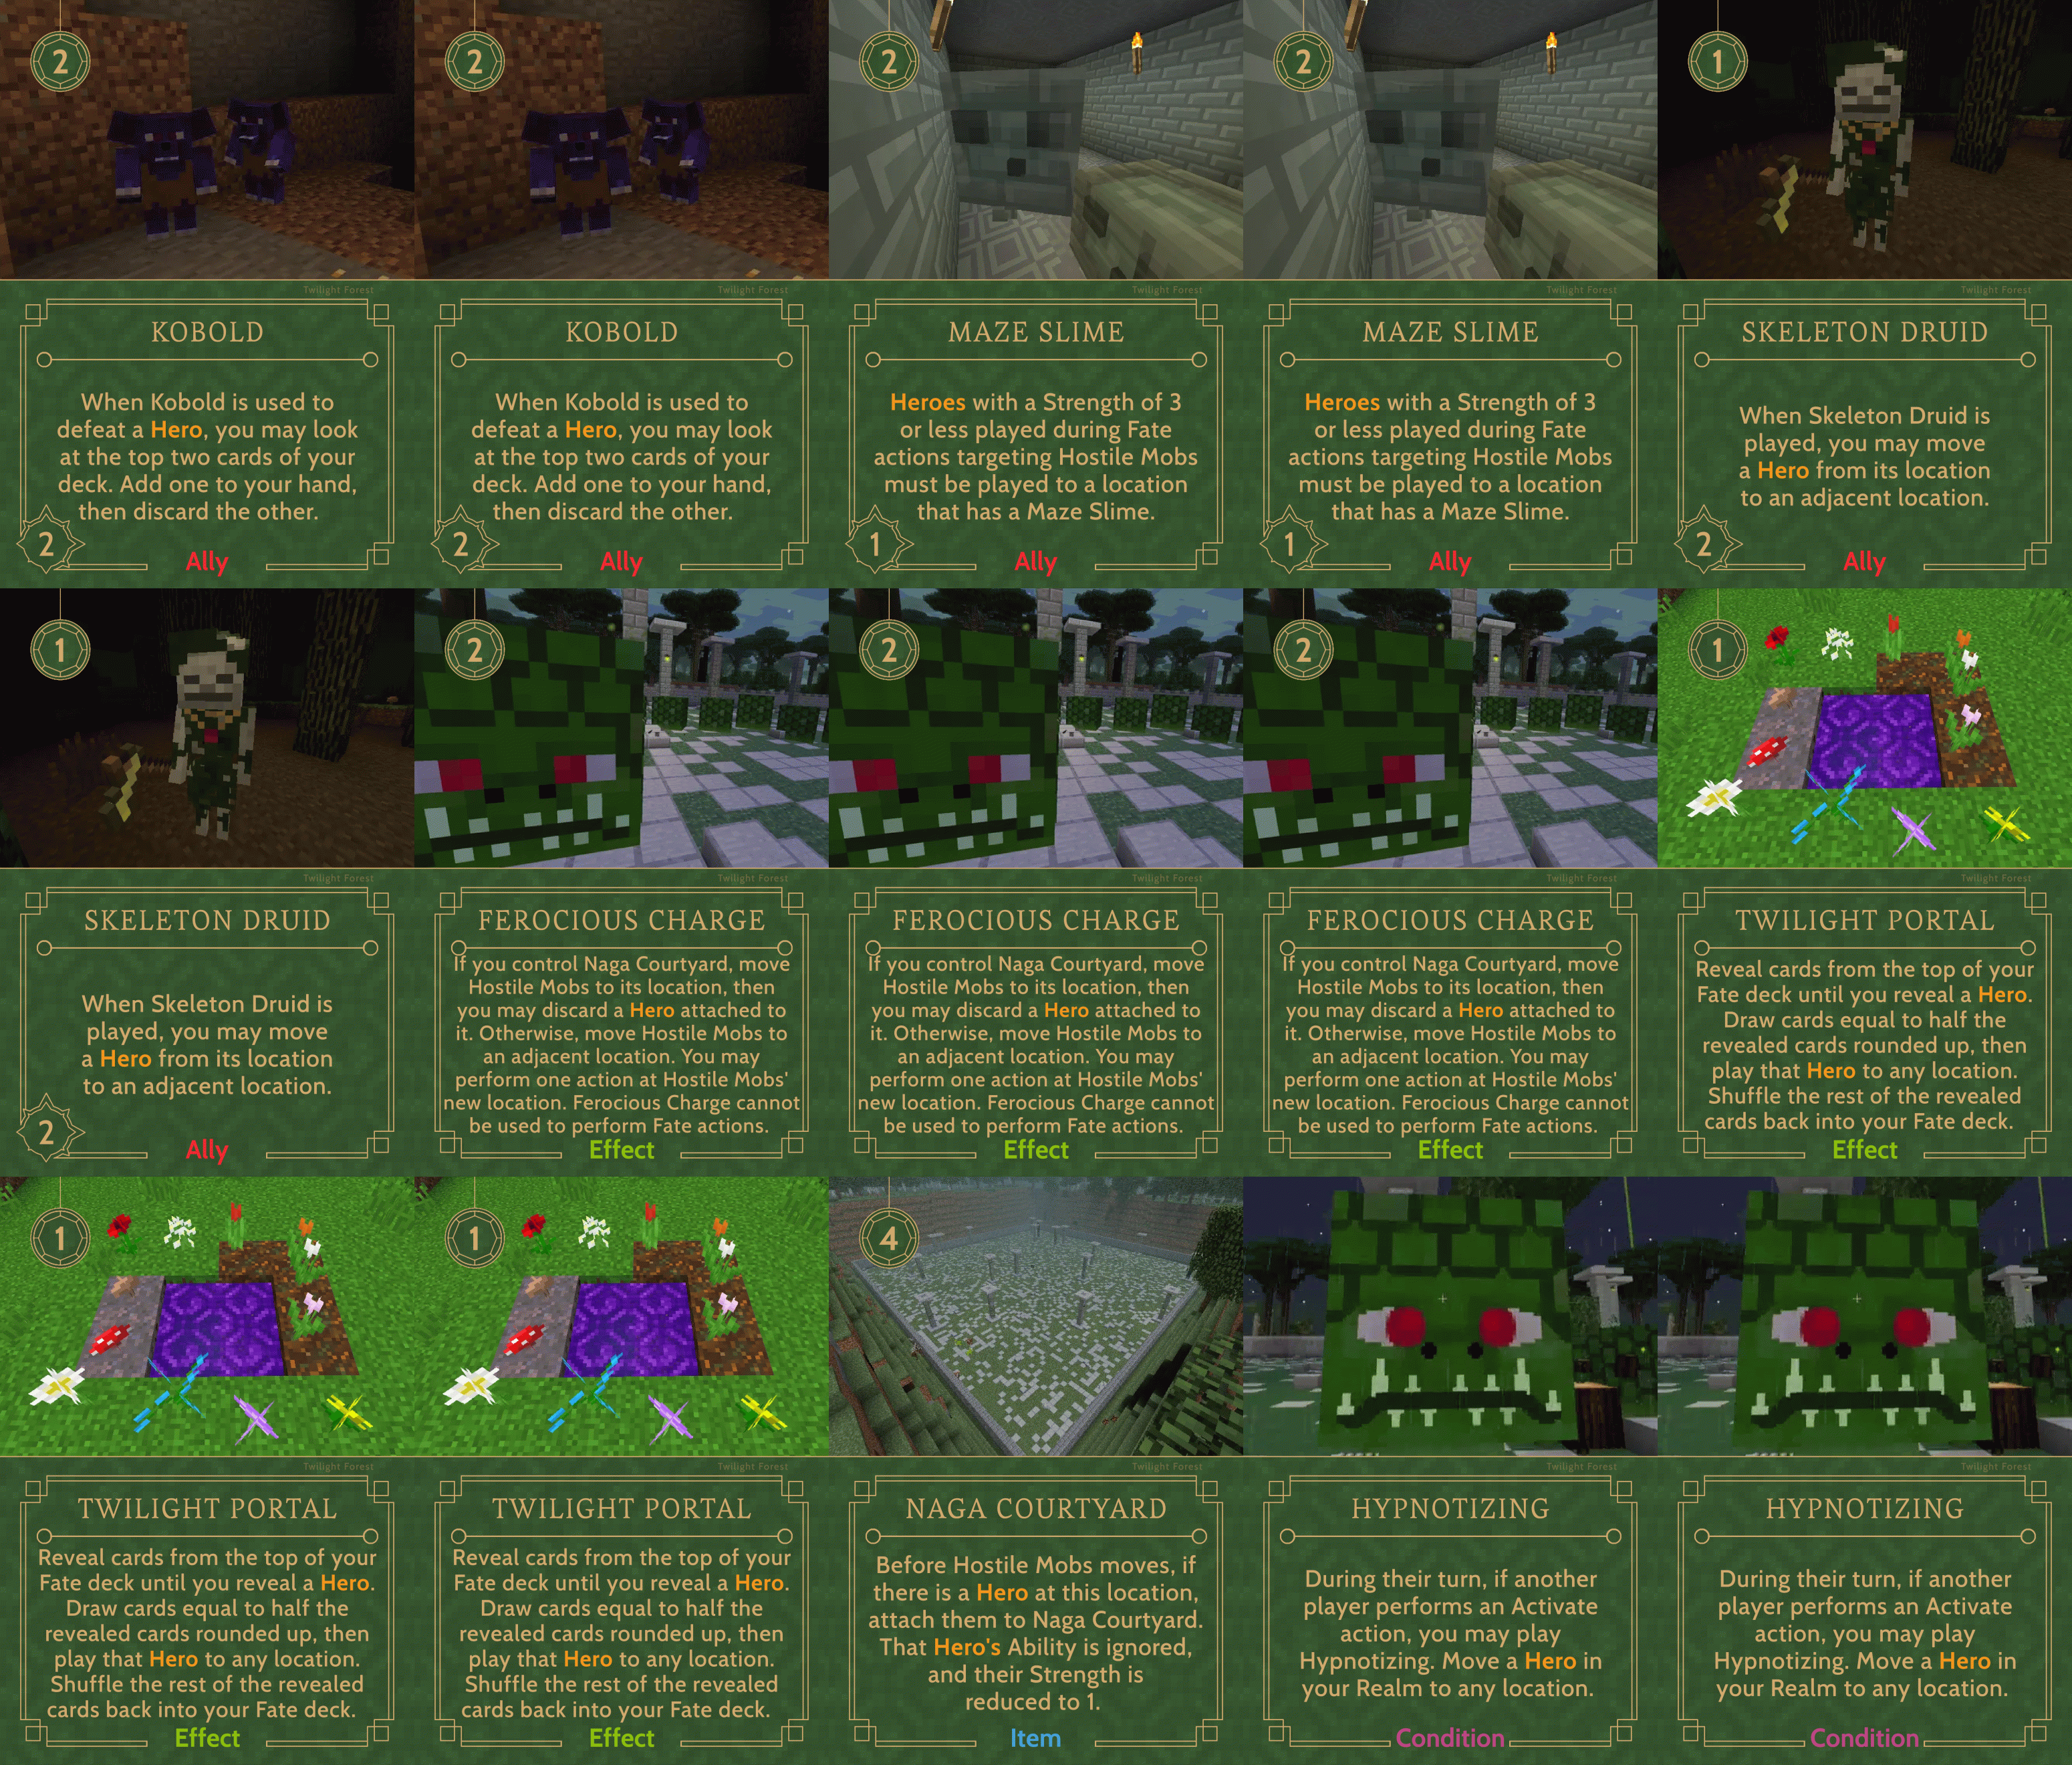 2
Twilight Forest
KOBOLD
When Kobold is used to
defeat a Hero, you may look
at the top two cards of your
deck. Add one to your hand,
then discard the other.
2
Ally
2
Twilight Forest
KOBOLD
When Kobold is used to
defeat a Hero, you may look
at the top two cards of your
deck. Add one to your hand,
then discard the other.
2
Ally
2
Twilight Forest
MAZE SLIME
Heroes with a Strength of 3
or less played during Fate
actions targeting Hostile Mobs
must be played to a location
that has a Maze Slime.
1
Ally
2
Twilight Forest
MAZE SLIME
Heroes with a Strength of 3
or less played during Fate
actions targeting Hostile Mobs
must be played to a location
that has a Maze Slime.
1
Ally
1
Twilight Forest
SKELETON DRUID
When Skeleton Druid is
played, you may move
a Hero from its location
to an adjacent location.
2
Ally
1
Twilight Forest
SKELETON DRUID
When Skeleton Druid is
played, you may move
a Hero from its location
to an adjacent location.
2
Ally
2
Twilight Forest
FEROCIOUS CHARGE
If you control Naga Courtyard, move
Hostile Mobs to its location, then
you may discard a Hero attached to
it. Otherwise, move Hostile Mobs to
an adjacent location. You may
perform one action at Hostile Mobs'
new location. Ferocious Charge cannot
be used to perform Fate actions.
Effect
2
Twilight Forest
FEROCIOUS CHARGE
If you control Naga Courtyard, move
Hostile Mobs to its location, then
you may discard a Hero attached to
it. Otherwise, move Hostile Mobs to
an adjacent location. You may
perform one action at Hostile Mobs'
new location. Ferocious Charge cannot
be used to perform Fate actions.
Effect
2
Twilight Forest
FEROCIOUS CHARGE
If you control Naga Courtyard, move
Hostile Mobs to its location, then
you may discard a Hero attached to
it. Otherwise, move Hostile Mobs to
an adjacent location. You may
perform one action at Hostile Mobs'
new location. Ferocious Charge cannot
be used to perform Fate actions.
Effect
1
Twilight Forest
TWILIGHT PORTAL
Reveal cards from the top of your
Fate deck until you reveal a Hero.
Draw cards equal to half the
revealed cards rounded up, then
play that Hero to any location.
Shuffle the rest of the revealed
cards back into your Fate deck.
Effect
1
Twilight Forest
TWILIGHT PORTAL
Reveal cards from the top of your
Fate deck until you reveal a Hero.
Draw cards equal to half the
revealed cards rounded up, then
play that Hero to any location.
Shuffle the rest of the revealed
cards back into your Fate deck.
Effect
1
Twilight Forest
TWILIGHT PORTAL
Reveal cards from the top of your
Fate deck until you reveal a Hero.
Draw cards equal to half the
revealed cards rounded up, then
play that Hero to any location.
Shuffle the rest of the revealed
cards back into your Fate deck.
Effect
4
Twilight Forest
NAGA COURTYARD
Before Hostile Mobs moves, if
there is a Hero at this location,
attach them to Naga Courtyard.
That Hero's Ability is ignored,
and their Strength is
reduced to 1.
Item
Twilight Forest
HYPNOTIZING
During their turn, if another
player performs an Activate
action, you may play
Hypnotizing. Move a Hero in
your Realm to any location.
Condition
Twilight Forest
HYPNOTIZING
During their turn, if another
player performs an Activate
action, you may play
Hypnotizing. Move a Hero in
your Realm to any location.
Condition